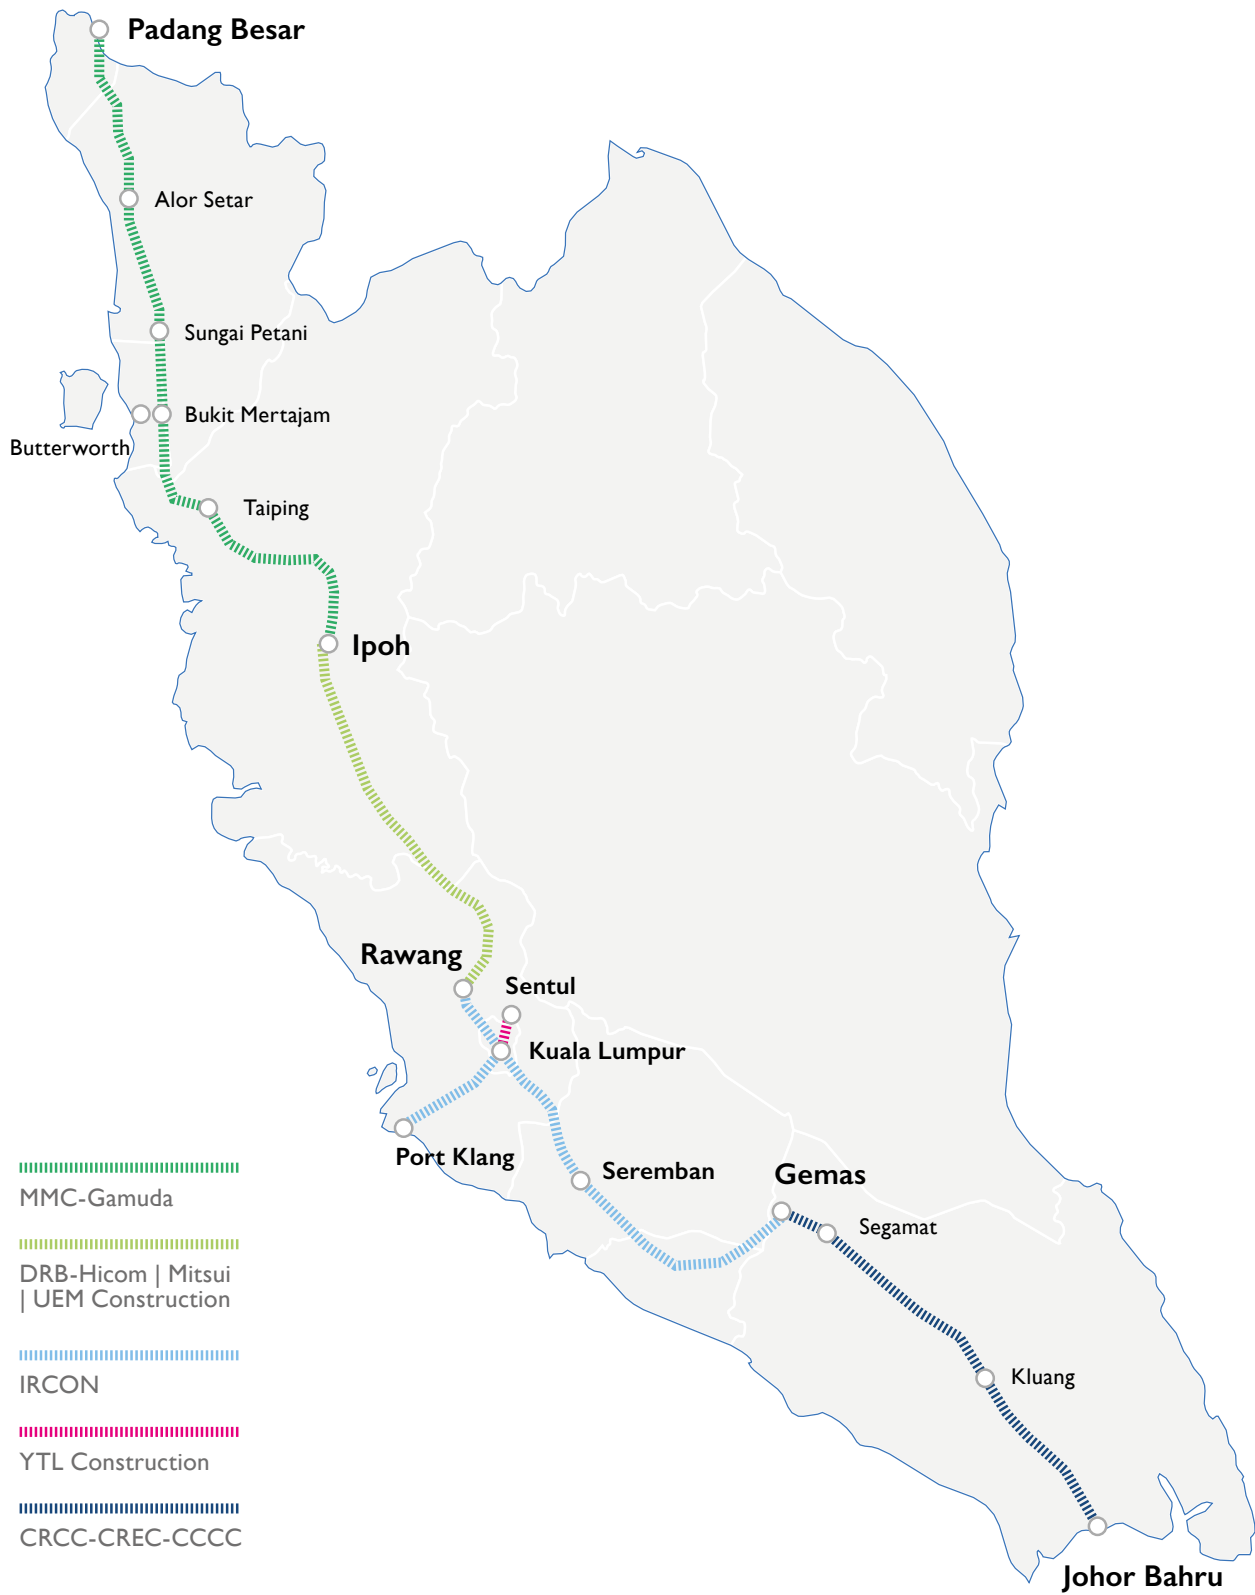 Padang Besar
Alor Setar
Sungai Petani
Bukit Mertajam
Butterworth
Taiping
Ipoh
Rawang
Sentul
Kuala Lumpur
Port Klang
Seremban
Gemas
Segamat
Kluang
Johor Bahru
MMC-Gamuda
DRB-Hicom | Mitsui
| UEM Construction
IRCON
YTL Construction
CRCC-CREC-CCCC